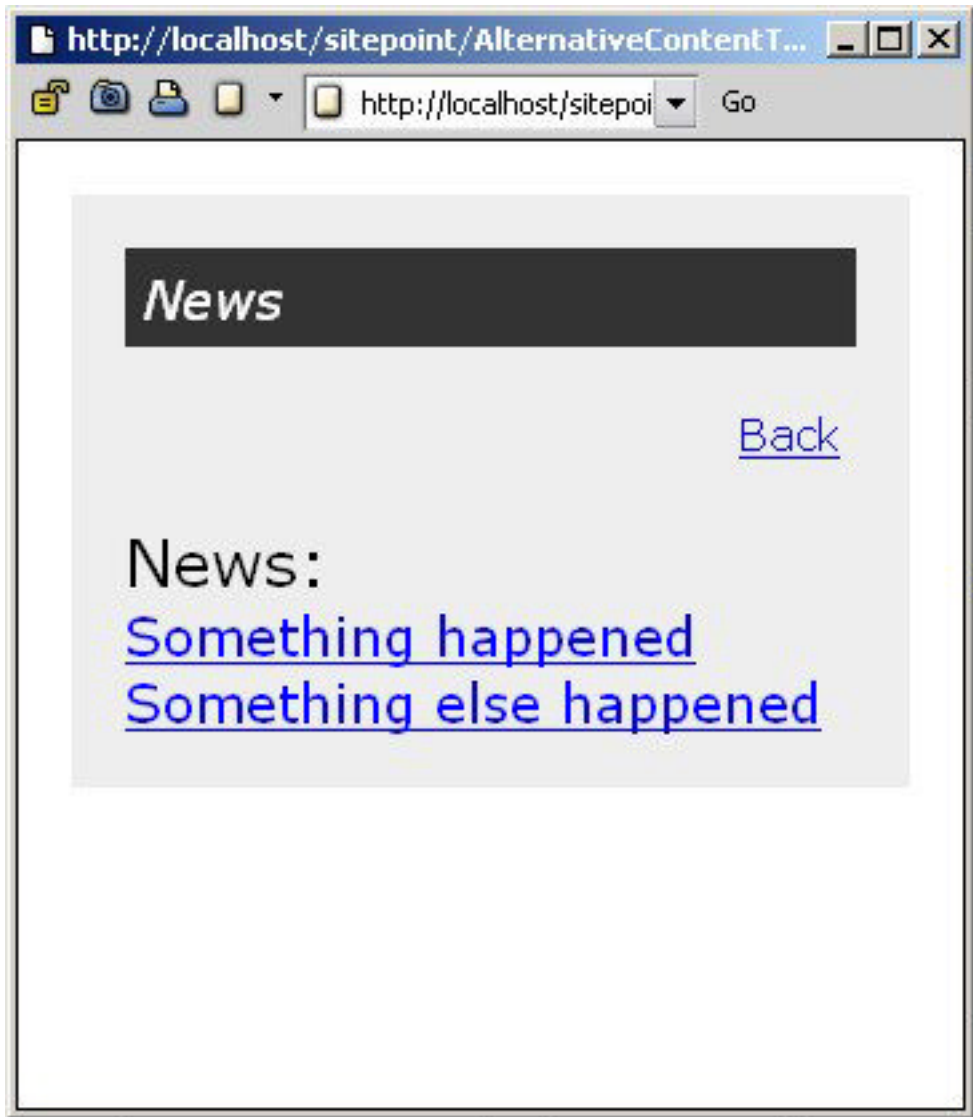 http://localhost/sitepoint/AlternativeContentT...
http://localhost/sitepoi Go
News
Back
News:
Something happened
Something else happened